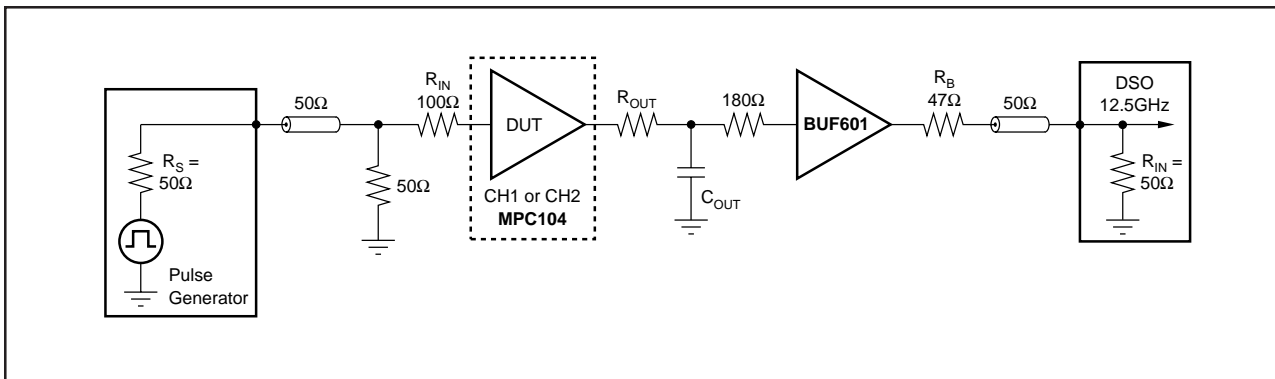 R_S =
50Ω
Pulse
Generator
50Ω
50Ω
R_IN
100Ω
DUT
CH1 or CH2
MPC104
R_OUT
C_OUT
180Ω
BUF601
R_B
47Ω
50Ω
DSO
12.5GHz
R_IN =
50Ω